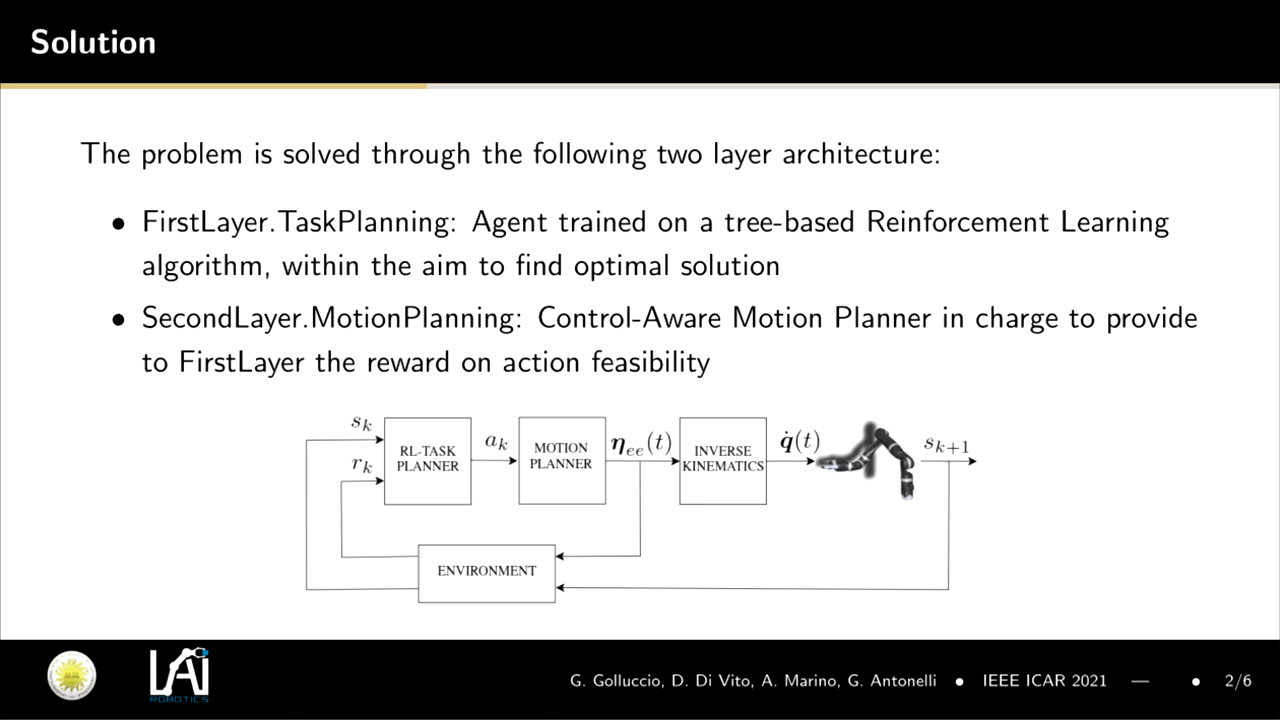 Solution
The problem is solved through the following two layer architecture:
• FirstLayer.TaskPlanning: Agent trained on a tree-based Reinforcement Learning
algorithm, within the aim to find optimal solution
• SecondLayer.MotionPlanning: Control-Aware Motion Planner in charge to provide
to FirstLayer the reward on action feasibility
s_k
r_k
RL-TASK
PLANNER
a_k
MOTION
PLANNER
η_ee(t)
INVERSE
KINEMATICS
q̇(t)
s_{k+1}
ENVIRONMENT
LAI
ROBOTICS
G. Golluccio, D. Di Vito, A. Marino, G. Antonelli • IEEE ICAR 2021 — • 2/6